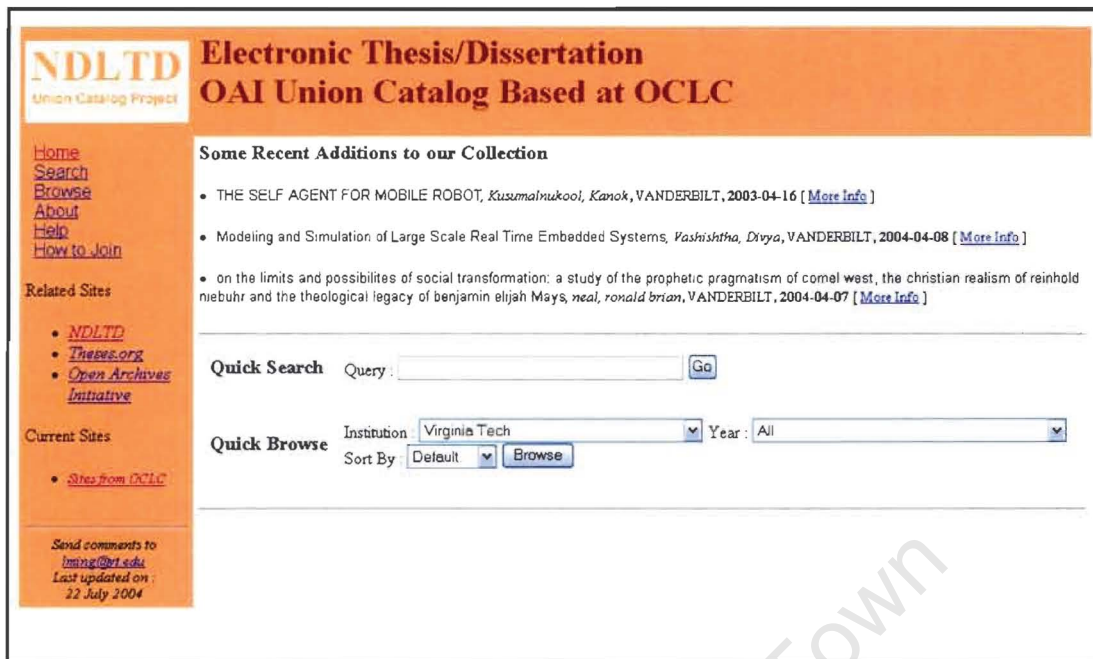 NDLTD
Union Catalog Project
Electronic Thesis/Dissertation
OAI Union Catalog Based at OCLC
Home
Search
Browse
About
Help
How to Join
Related Sites
• NDLTD
• Theses.org
• Open Archives
Initiative
Current Sites
• Sites from OCLC
Send comments to
lming@vt.edu
Last updated on :
22 July 2004
Some Recent Additions to our Collection
• THE SELF AGENT FOR MOBILE ROBOT, Kusumalnukool, Kanok, VANDERBILT, 2003-04-16 [ More Info ]
• Modeling and Simulation of Large Scale Real Time Embedded Systems, Vashishtha, Divya, VANDERBILT, 2004-04-08 [ More Info ]
• on the limits and possibilites of social transformation: a study of the prophetic pragmatism of cornel west, the christian realism of reinhold
niebuhr and the theological legacy of benjamin elijah Mays, neal, ronald brian, VANDERBILT, 2004-04-07 [ More Info ]
Quick Search Query : Go
Quick Browse Institution : Virginia Tech Year : All
Sort By : Default Browse
Town